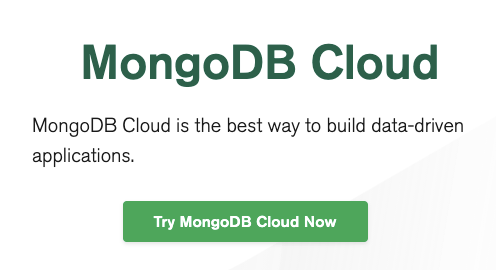 MongoDB Cloud
MongoDB Cloud is the best way to build data-driven
applications.
Try MongoDB Cloud Now